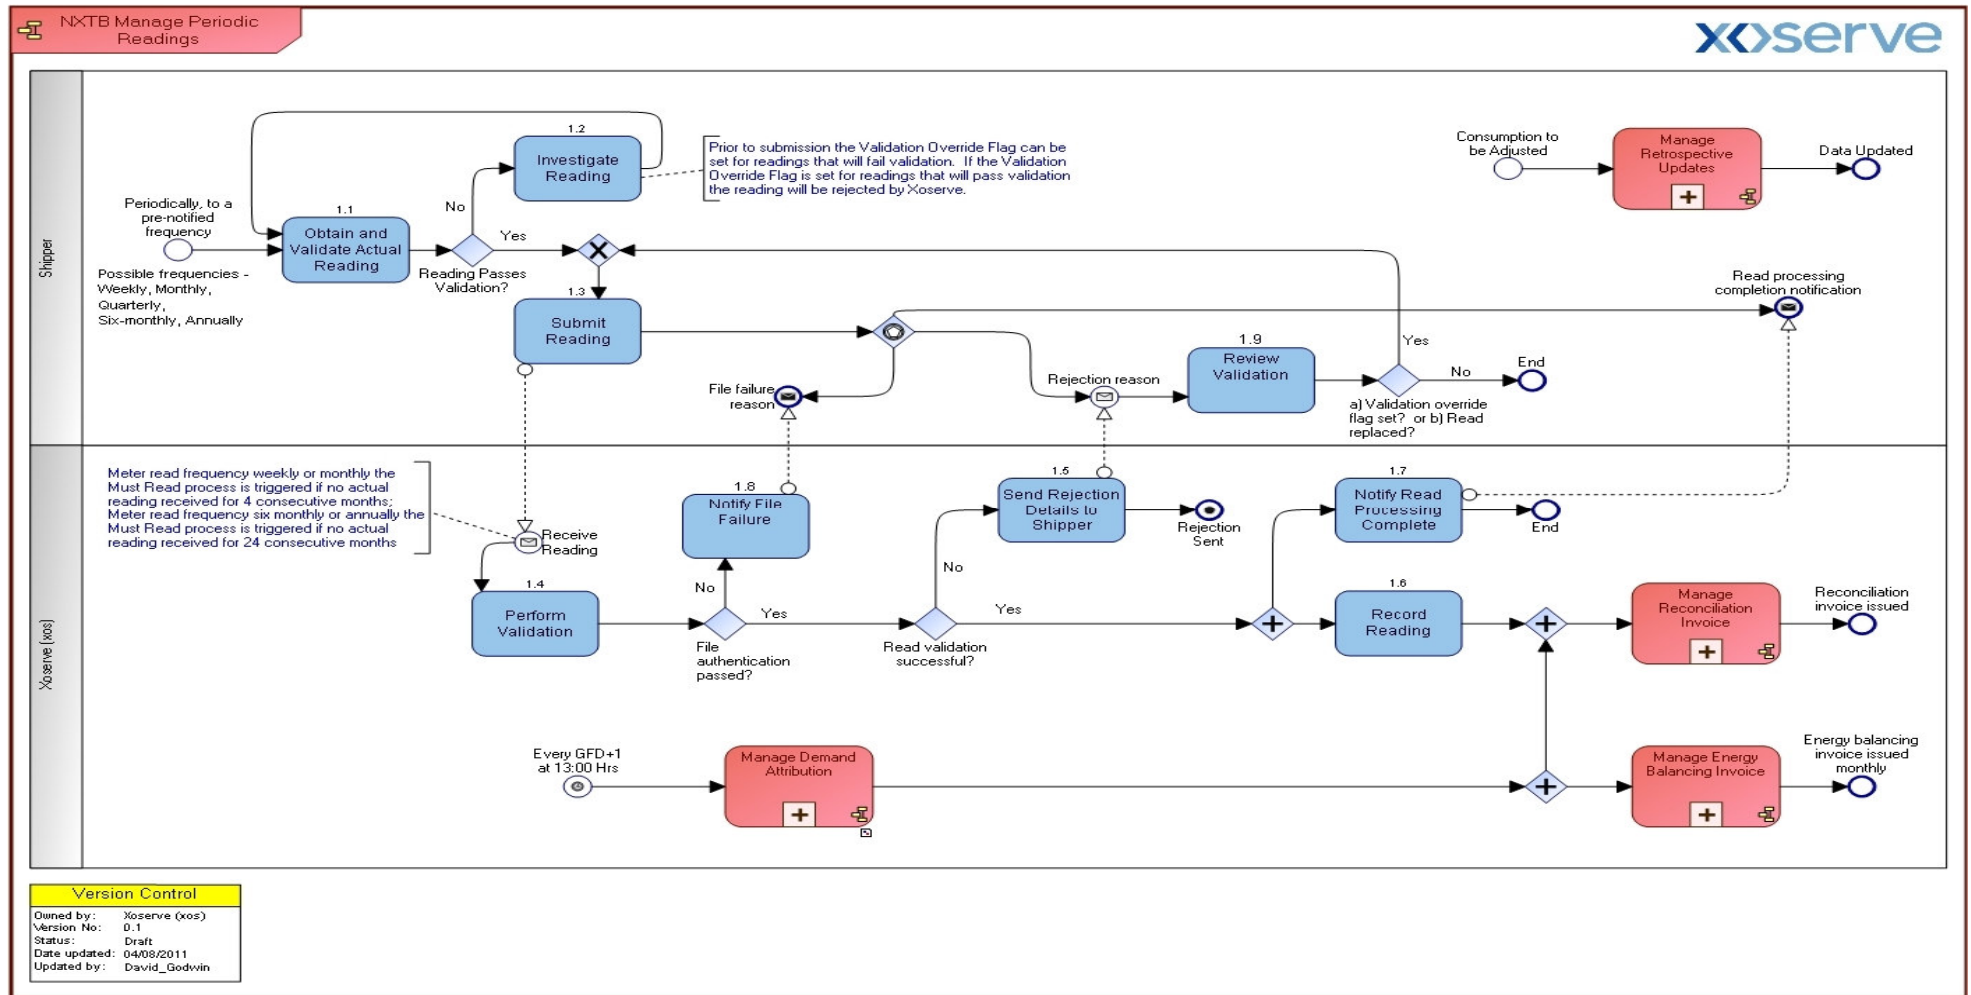 NXTB Manage Periodic
Readings
xoserve
Shipper
Periodically, to a
pre-notified
frequency
Possible frequencies -
Weekly, Monthly,
Quarterly,
Six-monthly, Annually
1.1
Obtain and
Validate Actual
Reading
Reading Passes
Validation?
No
Yes
1.2
Investigate
Reading
Prior to submission the Validation Override Flag can be
set for readings that will fail validation. If the Validation
Override Flag is set for readings that will pass validation
the reading will be rejected by Xoserve.
1.3
Submit
Reading
File failure
reason
Rejection reason
1.9
Review
Validation
Yes
No
a) Validation override
flag set? or b) Read
replaced?
End
Consumption to
be Adjusted
Manage
Retrospective
Updates
Data Updated
Read processing
completion notification
Xoserve (xos)
Meter read frequency weekly or monthly the
Must Read process is triggered if no actual
reading received for 4 consecutive months;
Meter read frequency six monthly or annually the
Must Read process is triggered if no actual
reading received for 24 consecutive months
Receive
Reading
1.4
Perform
Validation
1.8
Notify File
Failure
No
Yes
File
authentication
passed?
1.5
Send Rejection
Details to
Shipper
Rejection
Sent
No
Yes
Read validation
successful?
1.7
Notify Read
Processing
Complete
End
1.6
Record
Reading
Manage
Reconciliation
Invoice
Reconciliation
invoice issued
Every GFD+1
at 13:00 Hrs
Manage Demand
Attribution
Manage Energy
Balancing Invoice
Energy balancing
invoice issued
monthly
Version Control
Owned by: Xoserve (xos)
Version No: 0.1
Status: Draft
Date updated: 04/08/2011
Updated by: David_Godwin